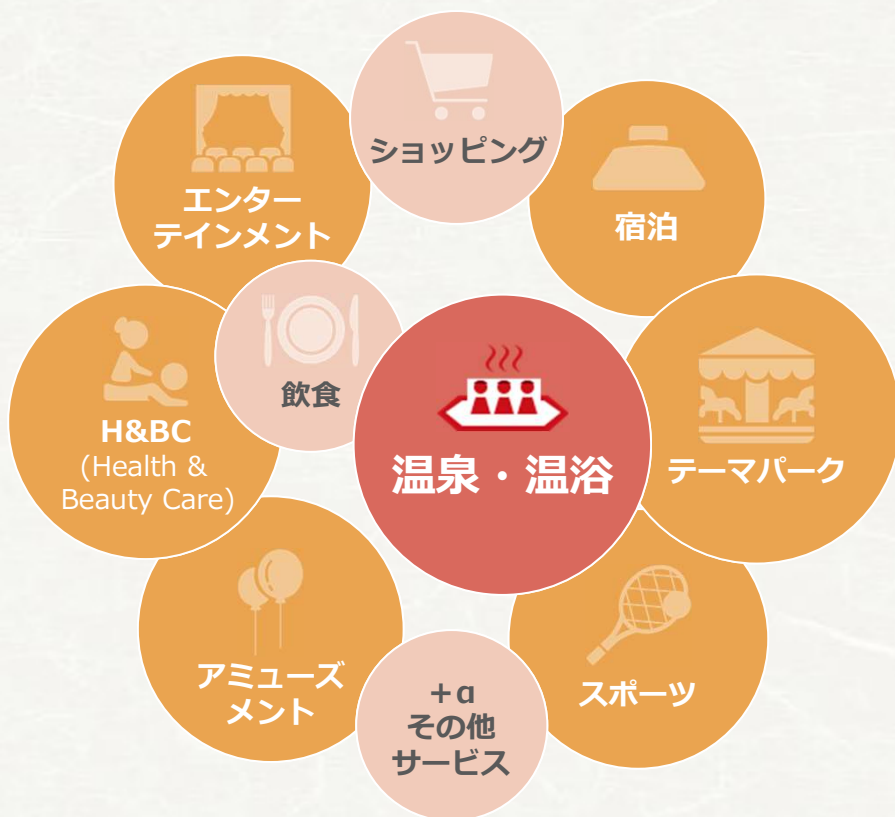 ショッピング
エンター
テインメント
宿泊
飲食
H&BC
(Health &
Beauty Care)
温泉・温浴
テーマパーク
アミューズ
メント
+α
その他
サービス
スポーツ